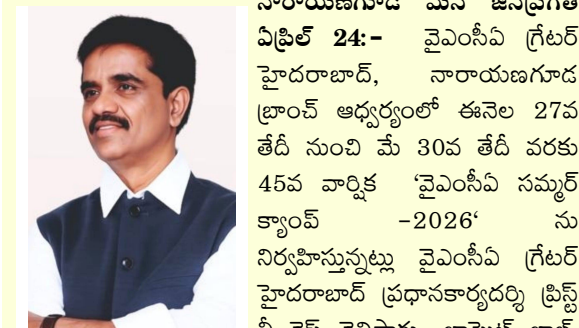 నారాయణగూడ మన జనప్రగతి
ఏప్రిల్ 24:- వైఎంసీఏ గ్రేటర్
హైదరాబాద్, నారాయణగూడ
బ్రాంచ్ ఆధ్వర్యంలో ఈనెల 27వ
తేదీ నుంచి మే 30వ తేదీ వరకు
45వ వార్షిక ‘వైఎంసీఏ సమ్మర్
క్యాంప్ -2026‘ ను
నిర్వహిస్తున్నట్లు వైఎంసీఏ గ్రేటర్
హైదరాబాద్ ప్రధానకార్యదర్శి ప్రిన్స్